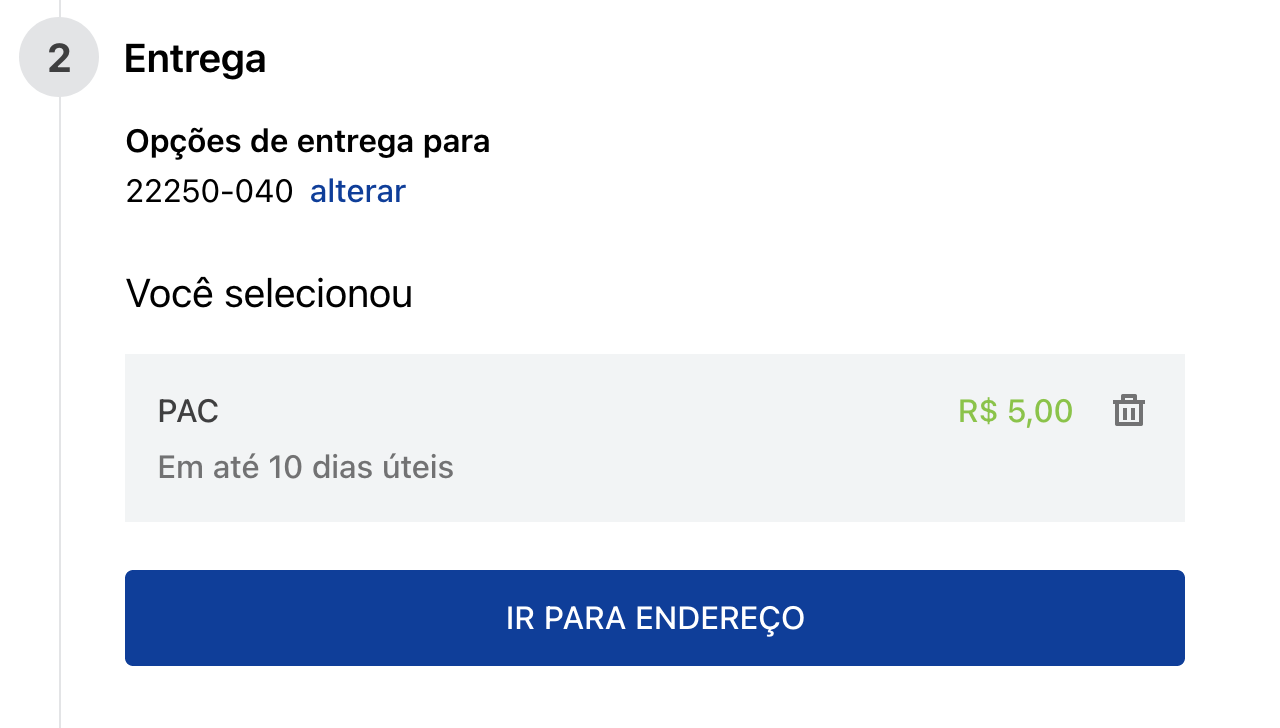 2
Entrega
Opções de entrega para
22250-040 alterar
Você selecionou
PAC R$ 5,00
Em até 10 dias úteis
IR PARA ENDEREÇO